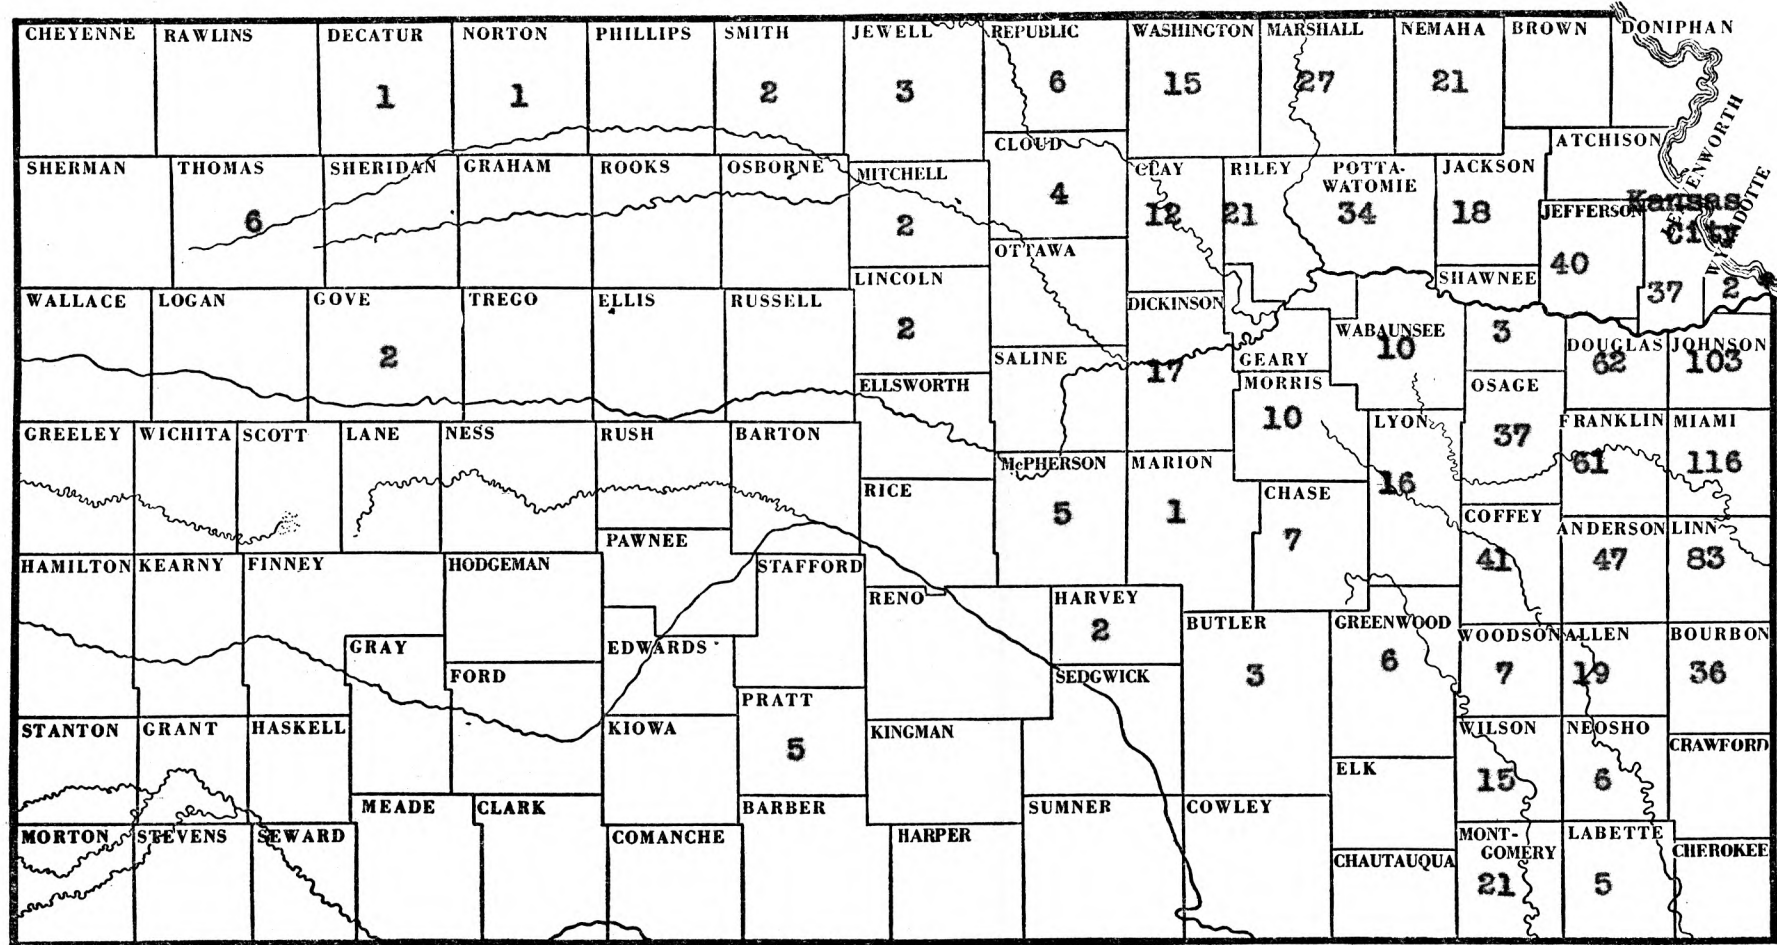 CHEYENNE RAWLINS DECATUR NORTON PHILLIPS SMITH JEWELL REPUBLIC WASHINGTON MARSHALL NEMAHA BROWN DONIPHAN
1 1 2 3 6 15 27 21
SHERMAN THOMAS SHERIDAN GRAHAM ROOKS OSBORNE MITCHELL CLOUD CLAY RILEY POTTA-
WATOMIE JACKSON ATCHISON LEAVENWORTH WYANDOTTE
6 2 4 12 21 34 18
JEFFERSON Kansas
City
40 37 2
OTTAWA
WALLACE LOGAN GOVE TREGO ELLIS RUSSELL LINCOLN DICKINSON SHAWNEE
2 2 17 3
SALINE GEARY WABAUNSEE DOUGLAS JOHNSON
10 62 103
ELLSWORTH MORRIS OSAGE
10 37
GREELEY WICHITA SCOTT LANE NESS RUSH BARTON LYON FRANKLIN MIAMI
16 61 116
RICE McPHERSON MARION CHASE
5 1 7
PAWNEE COFFEY ANDERSON LINN
41 47 83
HAMILTON KEARNY FINNEY HODGEMAN STAFFORD
RENO HARVEY BUTLER GREENWOOD
2 3 6
GRAY EDWARDS WOODSON ALLEN BOURBON
7 19 36
FORD SEDGWICK
PRATT
5
STANTON GRANT HASKELL KIOWA KINGMAN WILSON NEOSHO CRAWFORD
15 6
ELK
MEADE CLARK BARBER SUMNER COWLEY
MORTON STEVENS SEWARD COMANCHE HARPER CHAUTAUQUA MONT-
GOMERY LABETTE CHEROKEE
21 5